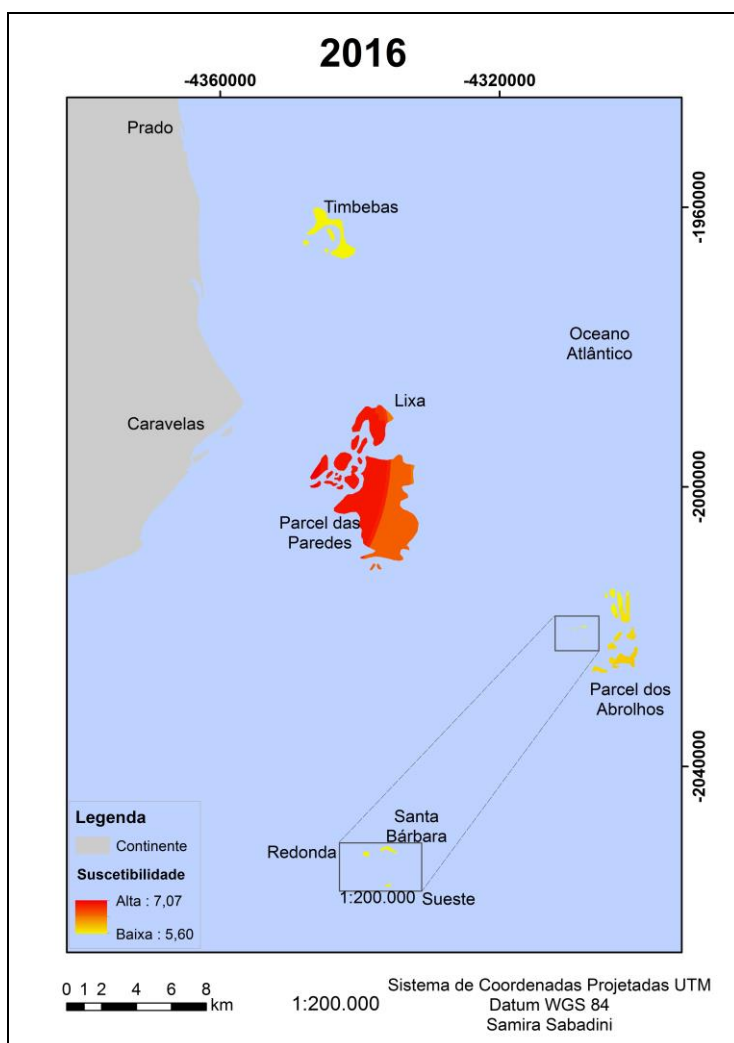 2016
-4360000
-4320000
Prado
Timbebas
-1960000
Oceano
Atlântico
Lixa
Caravelas
-2000000
Parcel das
Paredes
Parcel dos
Abrolhos
-2040000
Santa
Bárbara
Redonda
1:200.000
Sueste
Legenda
Continente
Suscetibilidade
Alta : 7,07
Baixa : 5,60
0 1 2 4 6 8
km
1:200.000
Sistema de Coordenadas Projetadas UTM
Datum WGS 84
Samira Sabadini